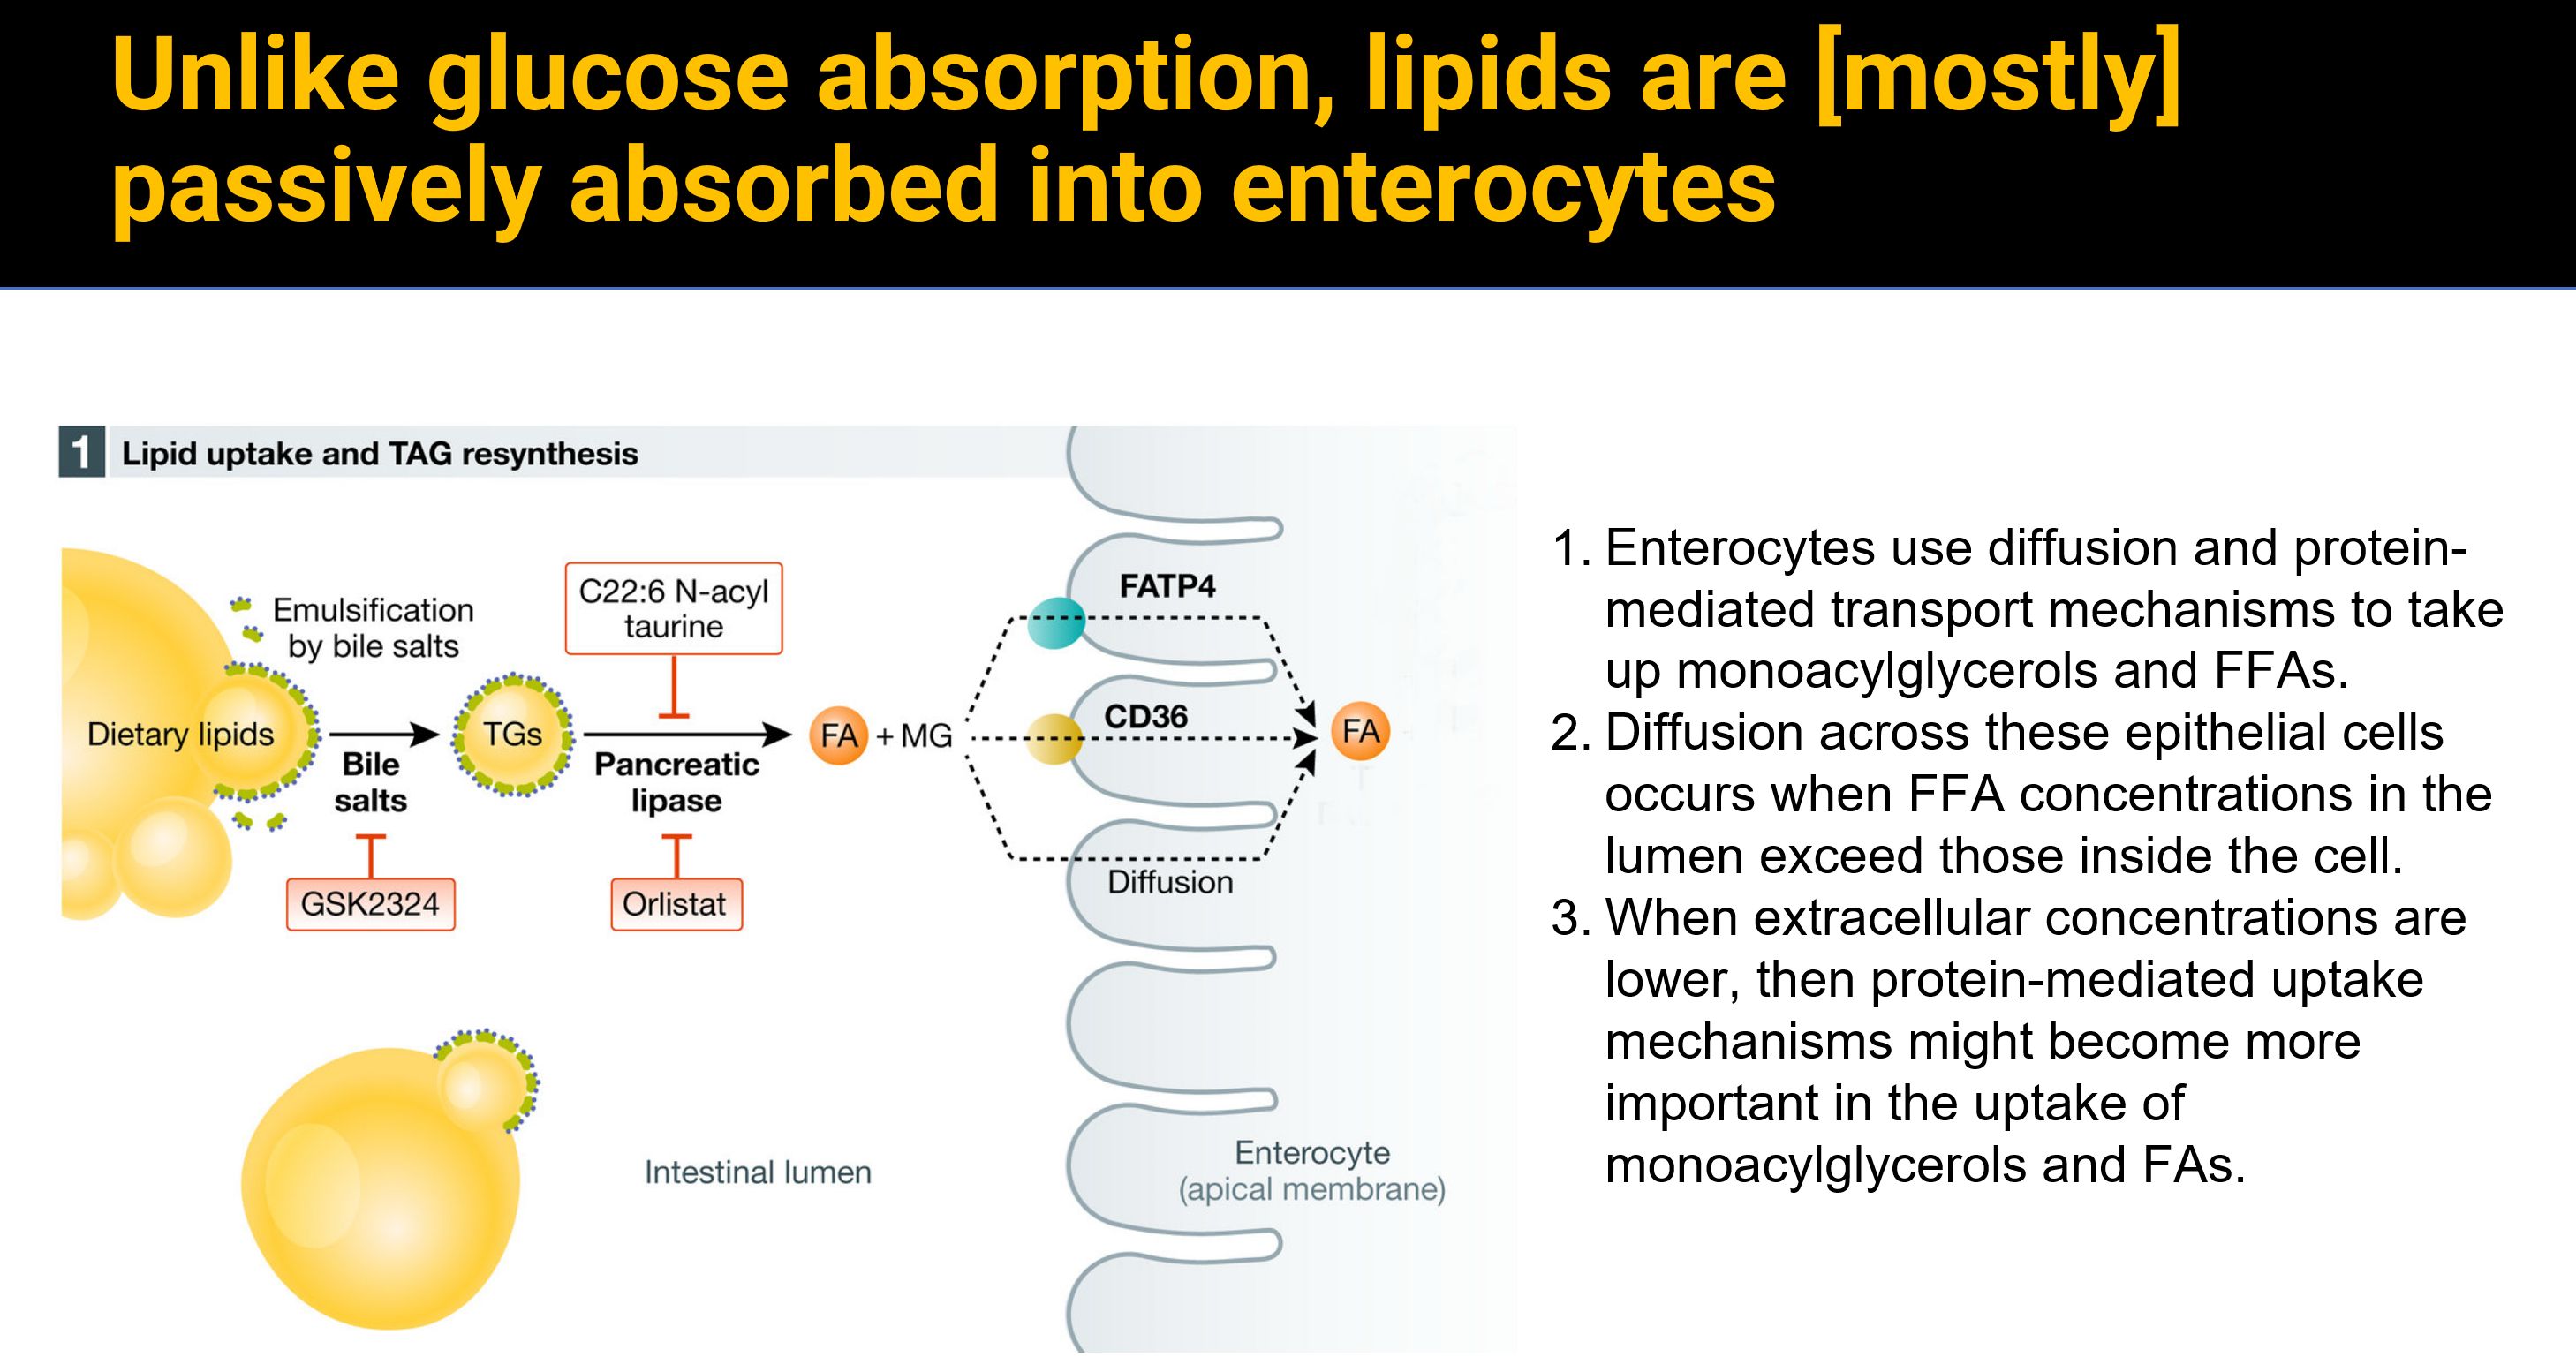 Unlike glucose absorption, lipids are [mostly]
passively absorbed into enterocytes
1 Lipid uptake and TAG resynthesis
Emulsification
by bile salts
C22:6 N-acyl
taurine
Dietary lipids
Bile
salts
TGs
Pancreatic
lipase
FA + MG
FATP4
CD36
FA
Diffusion
GSK2324
Orlistat
Intestinal lumen
Enterocyte
(apical membrane)
1. Enterocytes use diffusion and protein-
mediated transport mechanisms to take
up monoacylglycerols and FFAs.
2. Diffusion across these epithelial cells
occurs when FFA concentrations in the
lumen exceed those inside the cell.
3. When extracellular concentrations are
lower, then protein-mediated uptake
mechanisms might become more
important in the uptake of
monoacylglycerols and FAs.